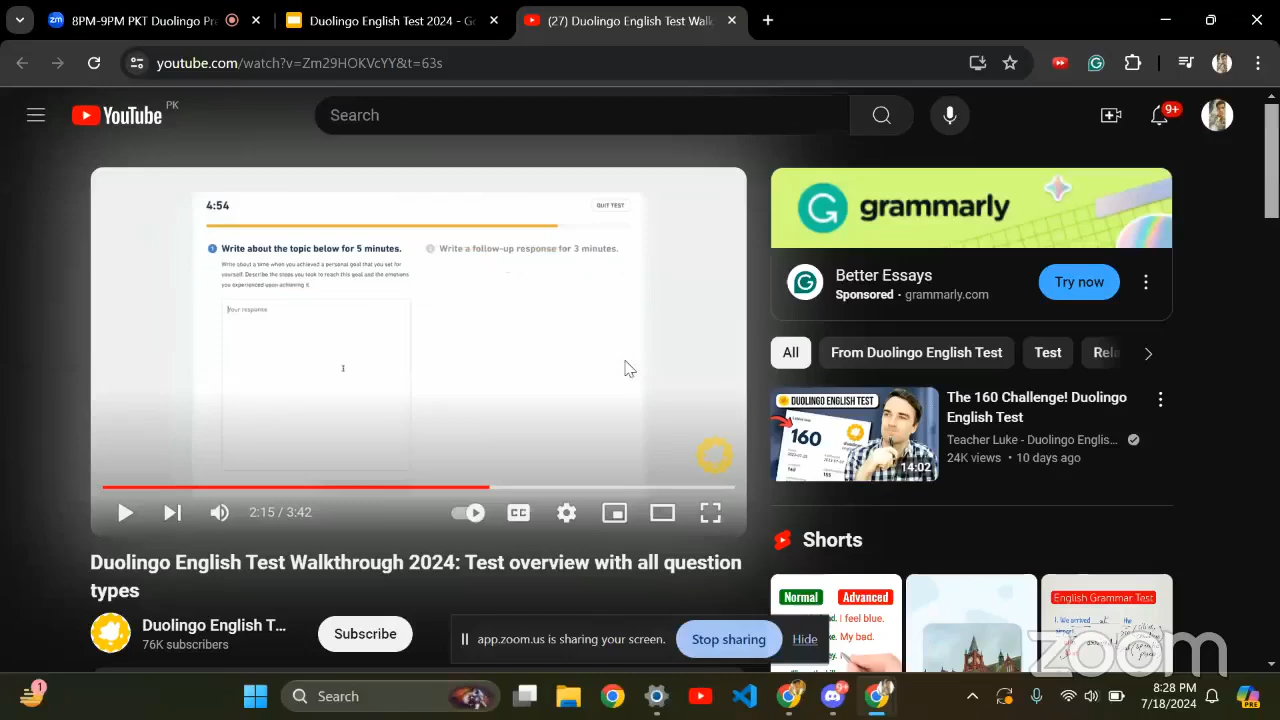 8PM-9PM PKT Duolingo Pre
Duolingo English Test 2024 - Go
(27) Duolingo English Test Walk
youtube.com/watch?v=Zm29HOKVcYY&t=63s
YouTube PK
Search
9+
4:54
QUIT TEST
Write about the topic below for 5 minutes.
Write about a time when you achieved a personal goal that you set for
yourself. Describe the steps you took to reach this goal and the emotions
you experienced upon achieving it
Your response
Write a follow-up response for 3 minutes.
2:15 / 3:42
CC
Duolingo English Test Walkthrough 2024: Test overview with all question
types
Duolingo English T...
76K subscribers
Subscribe
grammarly
Better Essays
Sponsored · grammarly.com
Try now
All
From Duolingo English Test
Test
Rela
DUOLINGO ENGLISH TEST
160
14:02
The 160 Challenge! Duolingo
English Test
Teacher Luke - Duolingo Englis...
24K views · 10 days ago
Shorts
Normal
Advanced
I feel blue.
My bad.
English Grammar Test
app.zoom.us is sharing your screen.
Stop sharing
Hide
zoom
1
Search
8:28 PM
7/18/2024
PRE